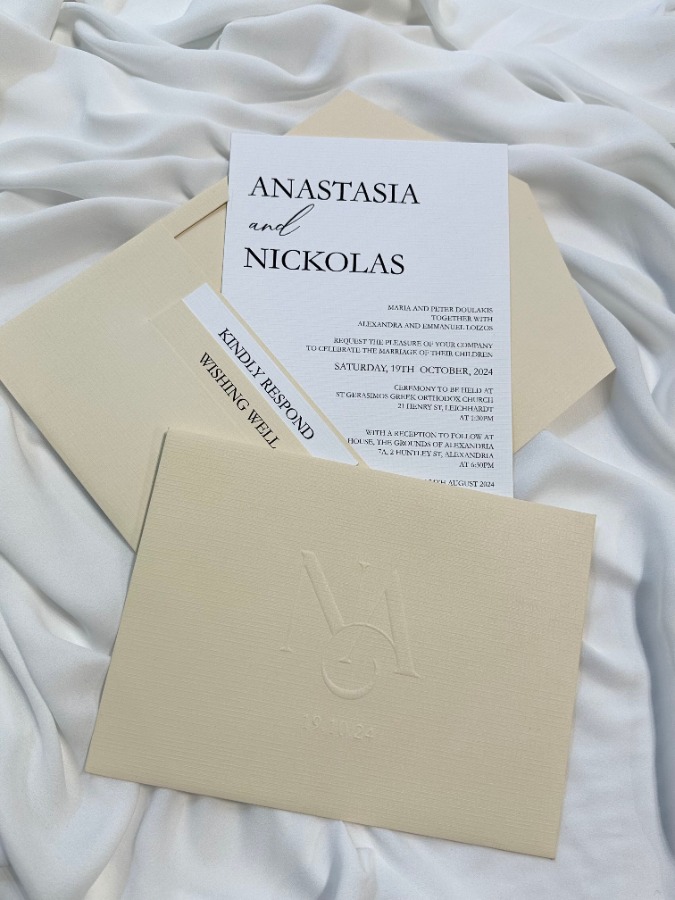 ANASTASIA
and
NICKOLAS
MARIA AND PETER DOULAKIS
TOGETHER WITH
ALEXANDRA AND EMMANUEL LOIZOS
REQUEST THE PLEASURE OF YOUR COMPANY
TO CELEBRATE THE MARRIAGE OF THEIR CHILDREN
SATURDAY, 19TH OCTOBER, 2024
CEREMONY TO BE HELD AT
ST GERASIMOS GREEK ORTHODOX CHURCH
21 HENRY ST, LEICHHARDT
AT 1:30PM
WITH A RECEPTION TO FOLLOW AT
HOUSE, THE GROUNDS OF ALEXANDRIA
7A, 2 HUNTLEY ST, ALEXANDRIA
AT 6:30PM
AUGUST 2024
KINDLY RESPOND
WISHING WELL
NA
19.10.24